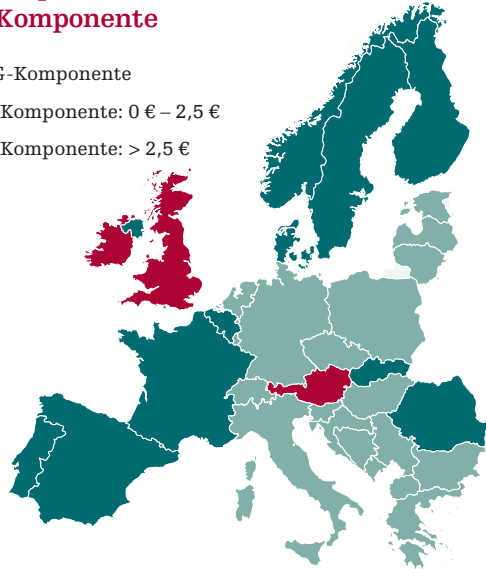 Komponente
G-Komponente
Komponente: 0 € – 2,5 €
Komponente: > 2,5 €